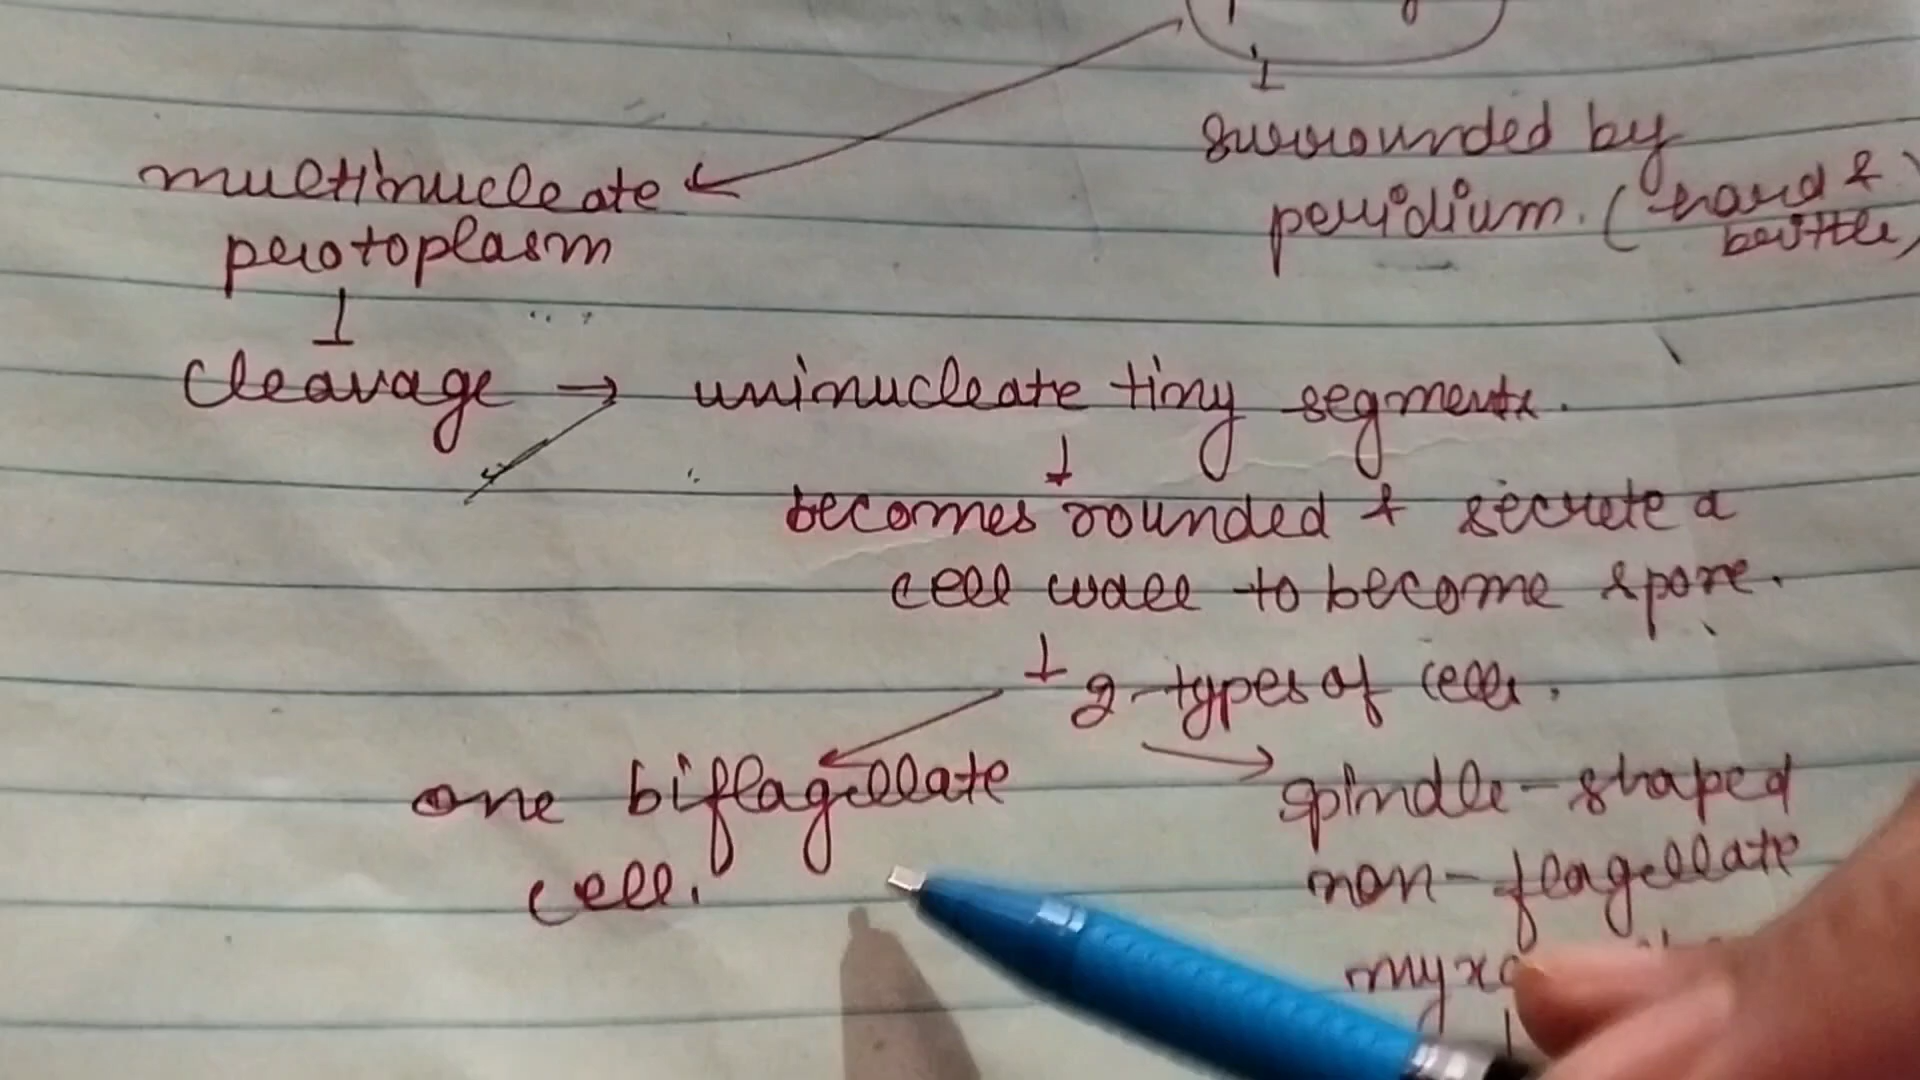 surrounded by
peridium. (hard &
brittle)
multinucleate
protoplasm
cleavage → uninucleate tiny segments.
becomes rounded & secrete a
cell wall to become spore.
2-types of cells.
one biflagellate
cell.
spindle-shaped
non-flagellate